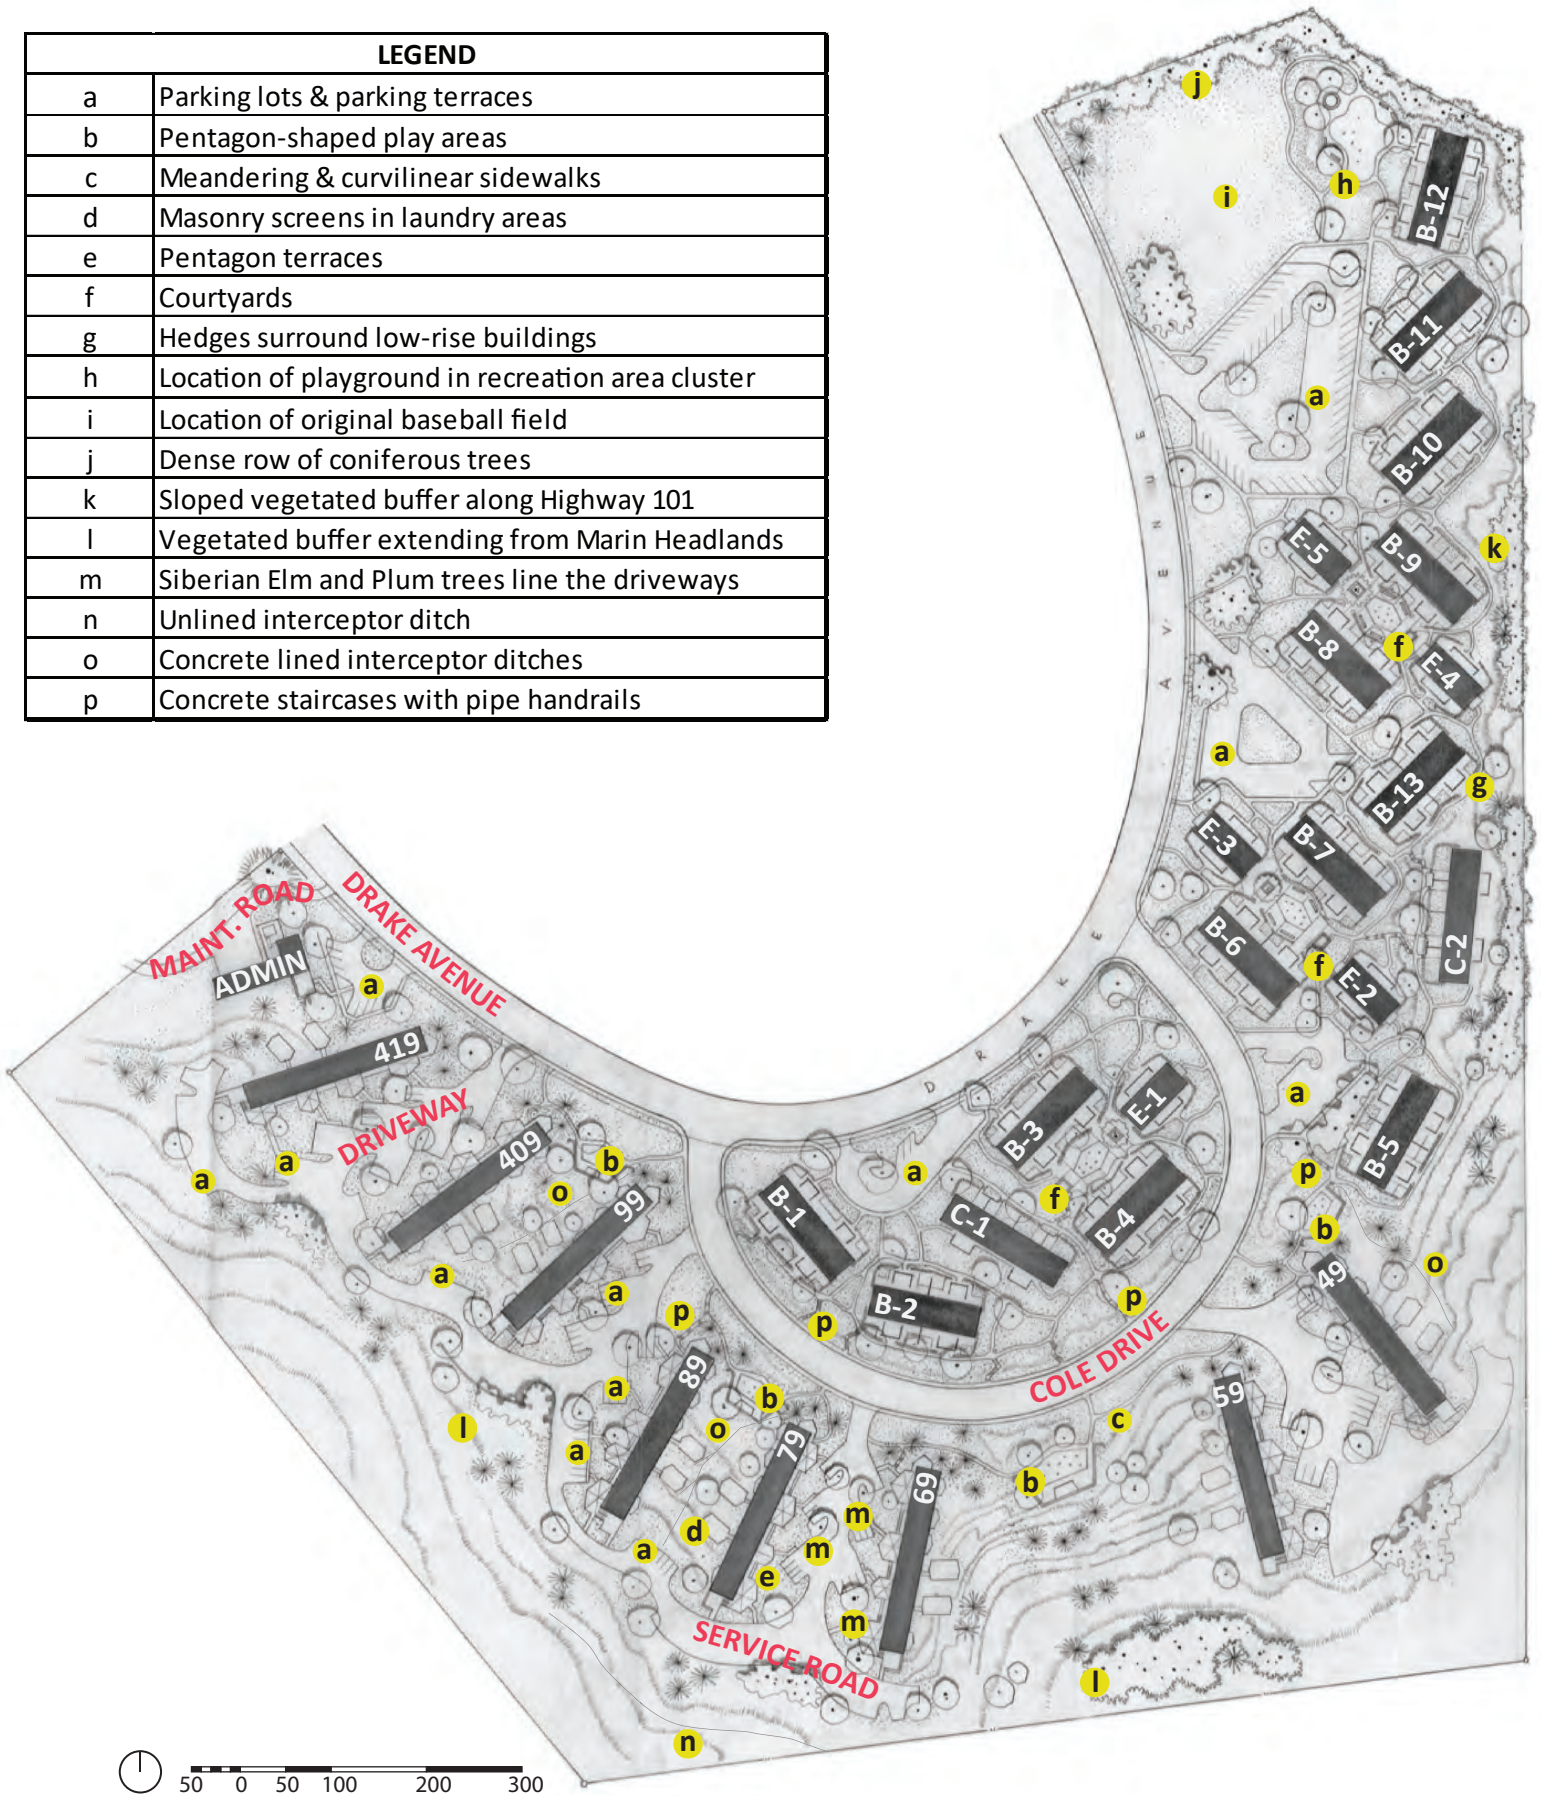 LEGEND
a Parking lots & parking terraces
b Pentagon-shaped play areas
c Meandering & curvilinear sidewalks
d Masonry screens in laundry areas
e Pentagon terraces
f Courtyards
g Hedges surround low-rise buildings
h Location of playground in recreation area cluster
i Location of original baseball field
j Dense row of coniferous trees
k Sloped vegetated buffer along Highway 101
l Vegetated buffer extending from Marin Headlands
m Siberian Elm and Plum trees line the driveways
n Unlined interceptor ditch
o Concrete lined interceptor ditches
p Concrete staircases with pipe handrails
j
h
i
B-12
B-11
a
B-10
E-5
B-9
k
B-8
f
E-4
a
B-13
g
E-3
B-7
B-6
f
E-2
C-2
DRAKE AVENUE
MAINT. ROAD
DRAKE AVENUE
ADMIN
a
419
DRIVEWAY
a
a
409
b
o
99
a
a
p
a
B-1
a
B-3
E-1
C-1
f
B-4
B-2
p
p
COLE DRIVE
a
B-5
p
b
o
49
59
c
b
89
b
o
79
a
a
d
e
m
m
m
69
SERVICE ROAD
l
l
n
50 0 50 100 200 300